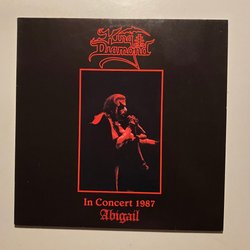 King
Diamond
In Concert 1987
Abigail